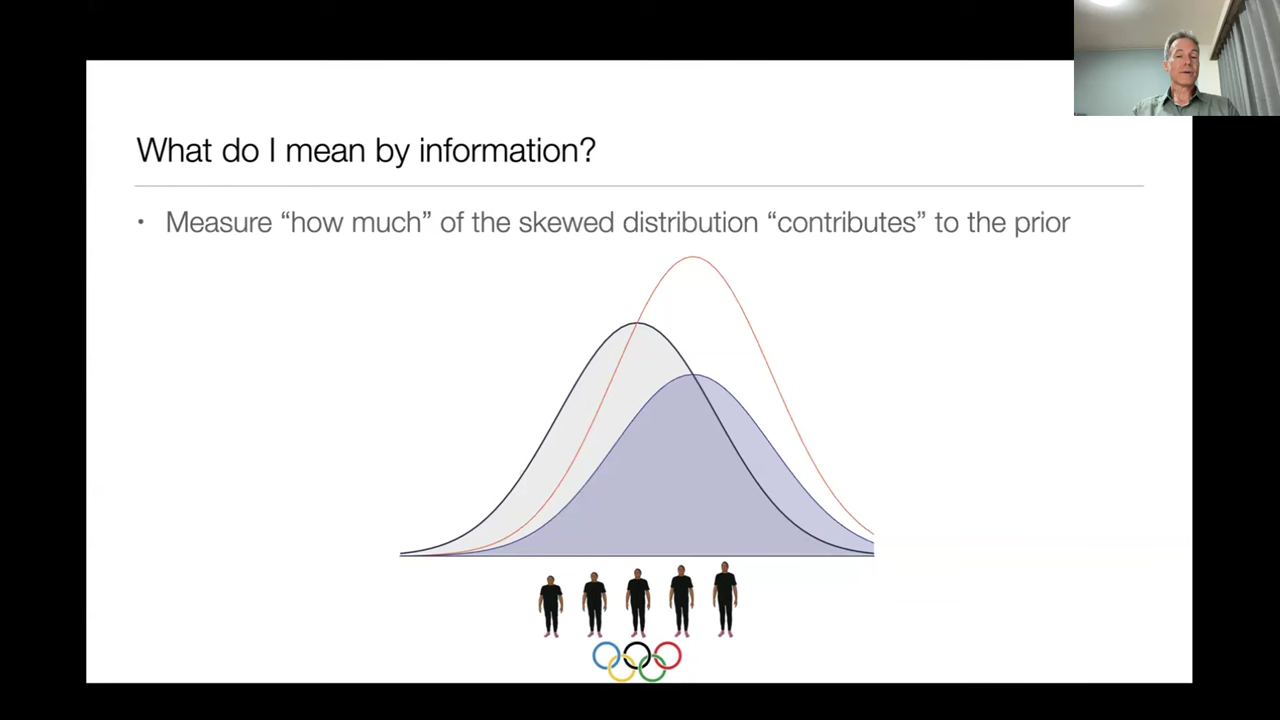 What do I mean by information?
• Measure “how much” of the skewed distribution “contributes” to the prior